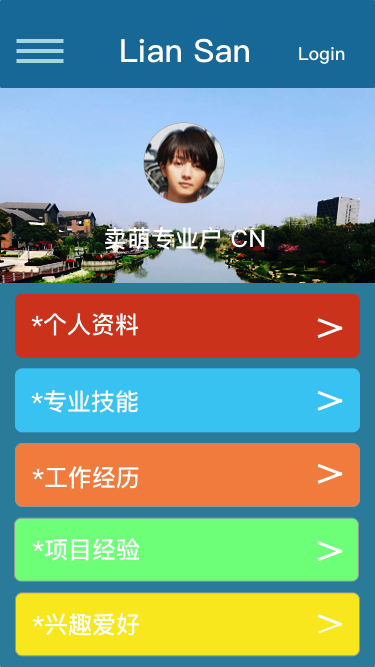 Lian San
Login
卖萌专业户 CN
*个人资料 >
*专业技能 >
*工作经历 >
*项目经验 >
*兴趣爱好 >